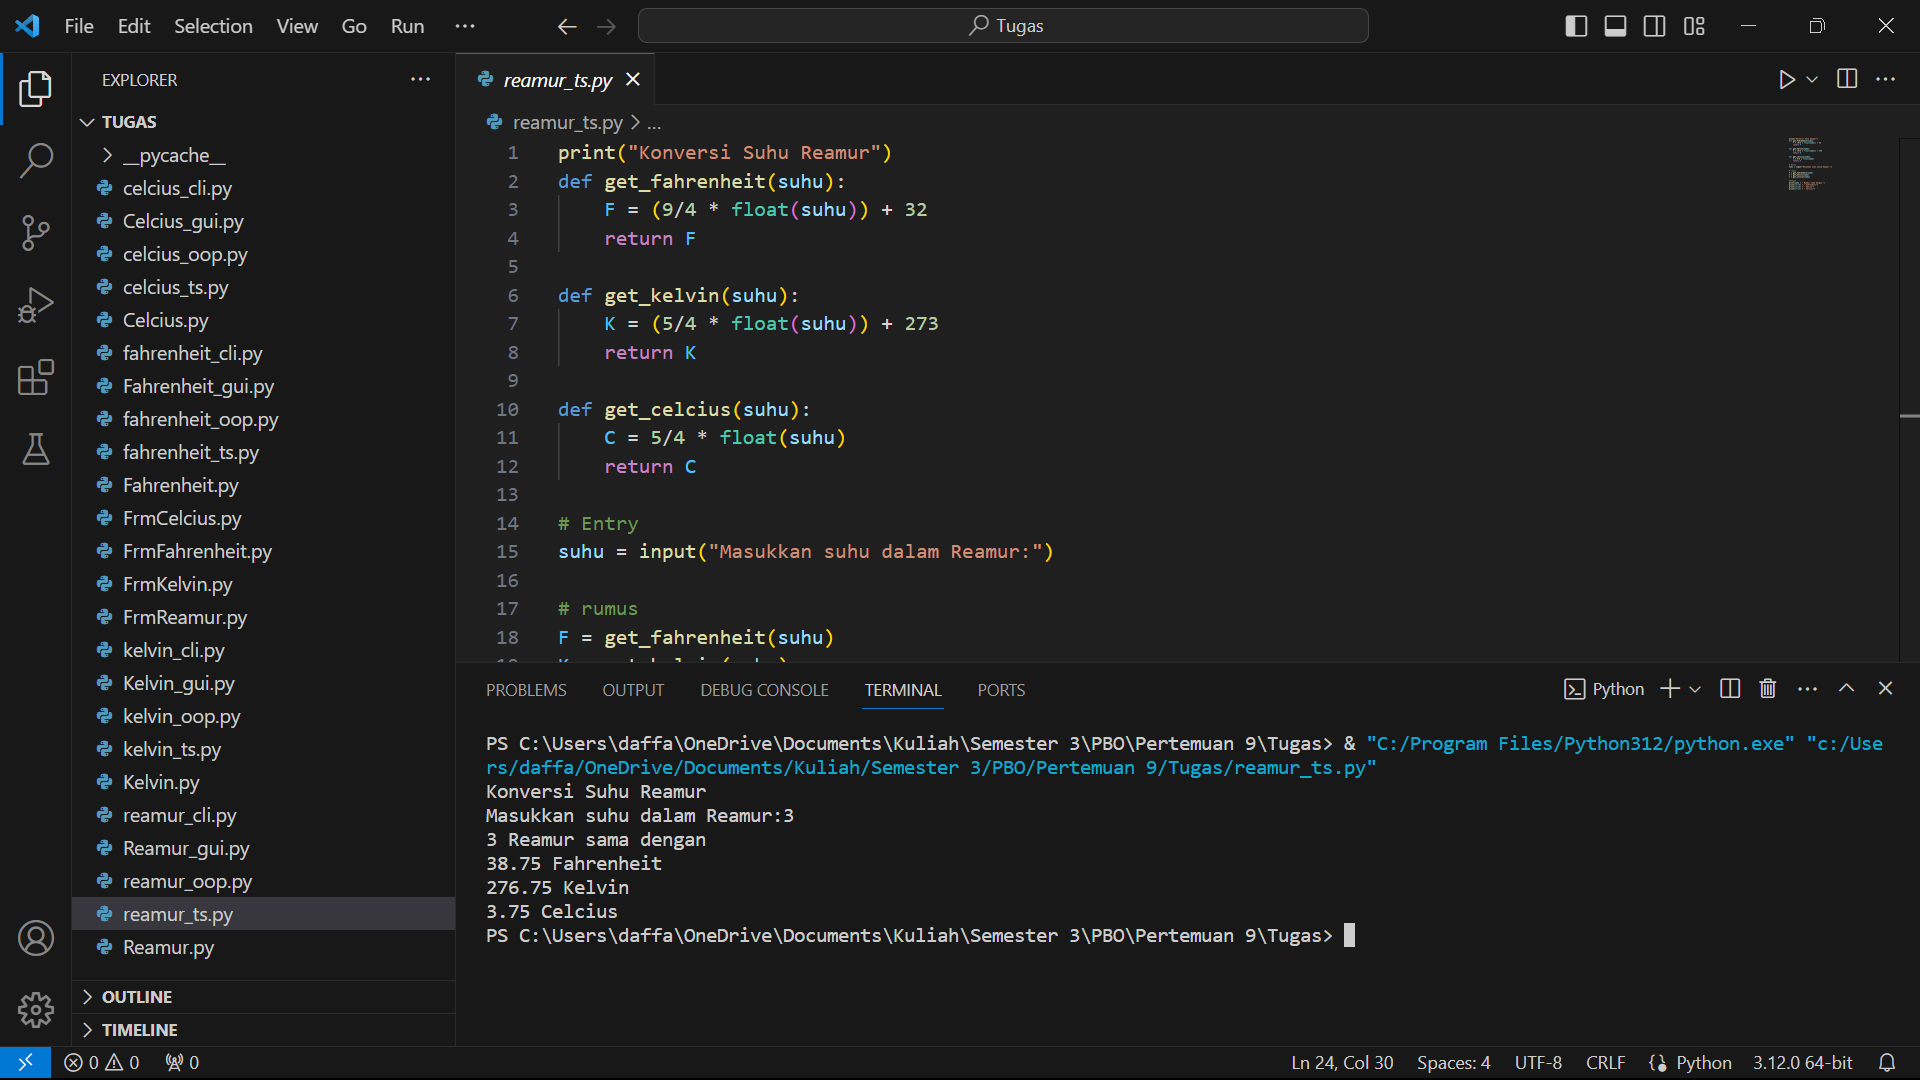 File Edit Selection View Go Run ··· Tugas
EXPLORER ···
TUGAS
__pycache__
celcius_cli.py
Celcius_gui.py
celcius_oop.py
celcius_ts.py
Celcius.py
fahrenheit_cli.py
Fahrenheit_gui.py
fahrenheit_oop.py
fahrenheit_ts.py
Fahrenheit.py
FrmCelcius.py
FrmFahrenheit.py
FrmKelvin.py
FrmReamur.py
kelvin_cli.py
Kelvin_gui.py
kelvin_oop.py
kelvin_ts.py
Kelvin.py
reamur_cli.py
Reamur_gui.py
reamur_oop.py
reamur_ts.py
Reamur.py
OUTLINE
TIMELINE
reamur_ts.py
reamur_ts.py > ...
1 print("Konversi Suhu Reamur")
2 def get_fahrenheit(suhu):
3 F = (9/4 * float(suhu)) + 32
4 return F
5
6 def get_kelvin(suhu):
7 K = (5/4 * float(suhu)) + 273
8 return K
9
10 def get_celcius(suhu):
11 C = 5/4 * float(suhu)
12 return C
13
14 # Entry
15 suhu = input("Masukkan suhu dalam Reamur:")
16
17 # rumus
18 F = get_fahrenheit(suhu)
PROBLEMS OUTPUT DEBUG CONSOLE TERMINAL PORTS Python
PS C:\Users\daffa\OneDrive\Documents\Kuliah\Semester 3\PBO\Pertemuan 9\Tugas> & "C:/Program Files/Python312/python.exe" "c:/Use
rs/daffa/OneDrive/Documents/Kuliah/Semester 3/PBO/Pertemuan 9/Tugas/reamur_ts.py"
Konversi Suhu Reamur
Masukkan suhu dalam Reamur:3
3 Reamur sama dengan
38.75 Fahrenheit
276.75 Kelvin
3.75 Celcius
PS C:\Users\daffa\OneDrive\Documents\Kuliah\Semester 3\PBO\Pertemuan 9\Tugas>
0 0 0 Ln 24, Col 30 Spaces: 4 UTF-8 CRLF Python 3.12.0 64-bit